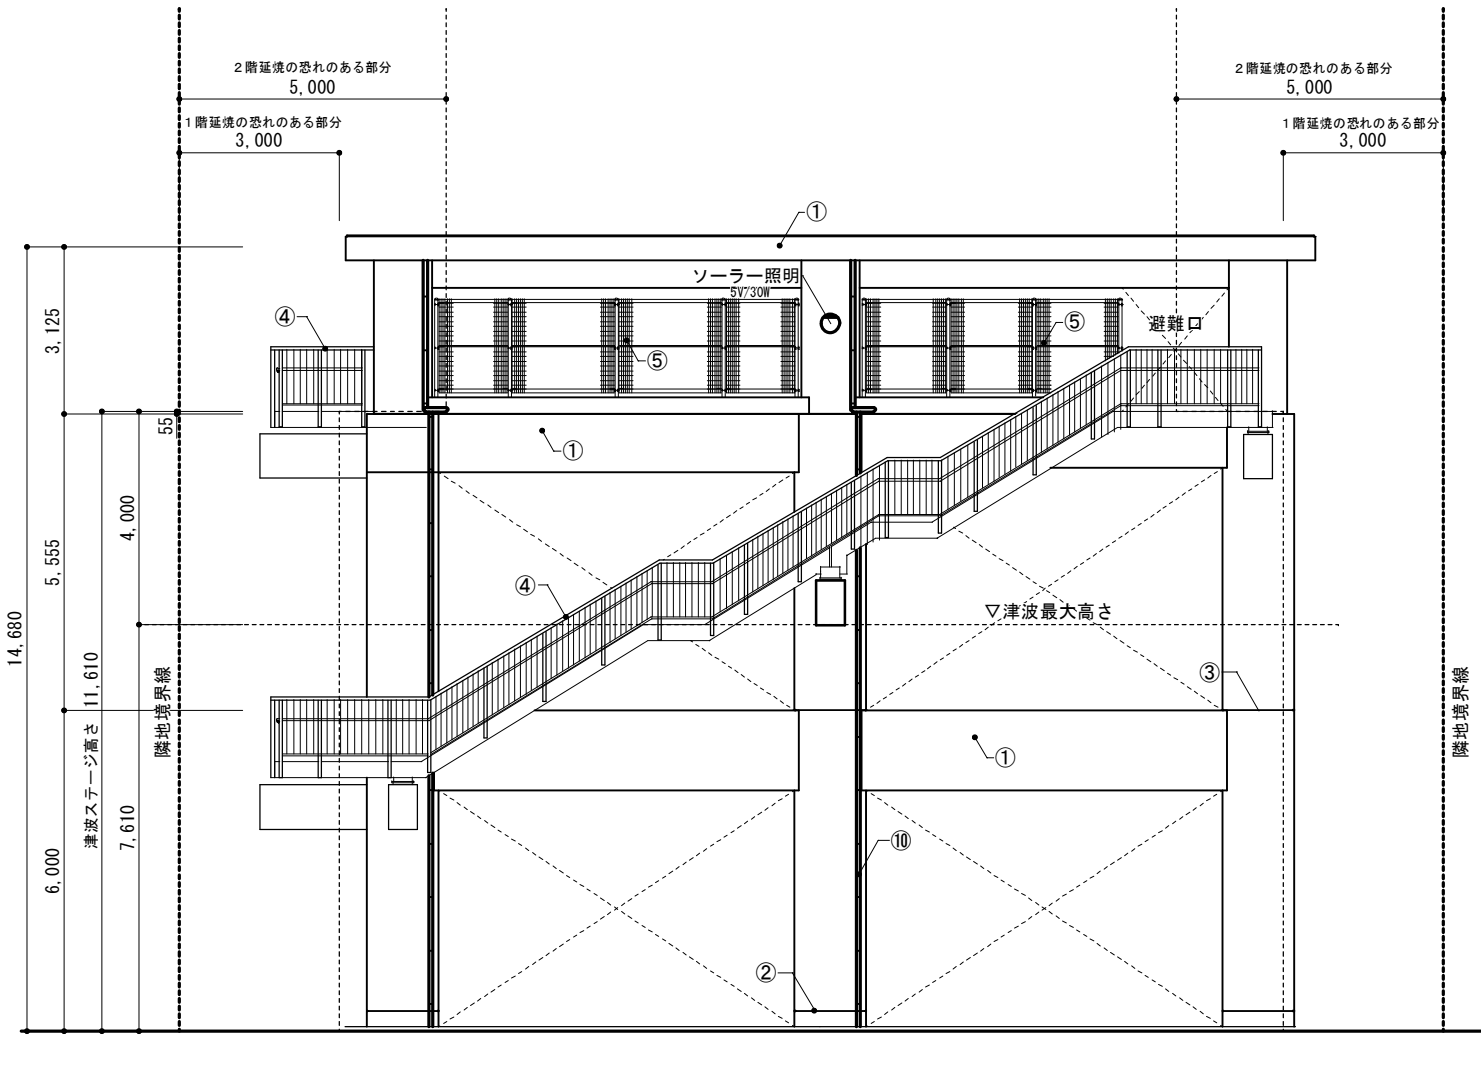 ２階延焼の恐れのある部分
5,000
２階延焼の恐れのある部分
5,000
１階延焼の恐れのある部分
3,000
１階延焼の恐れのある部分
3,000
①
ソーラー照明
5V/30W
④
⑤
⑤
避難口
3,125
55
①
4,000
5,555
④
▽津波最大高さ
14,680
津波ステージ高さ 11,610
隣地境界線
③
隣地境界線
①
7,610
6,000
⑩
②